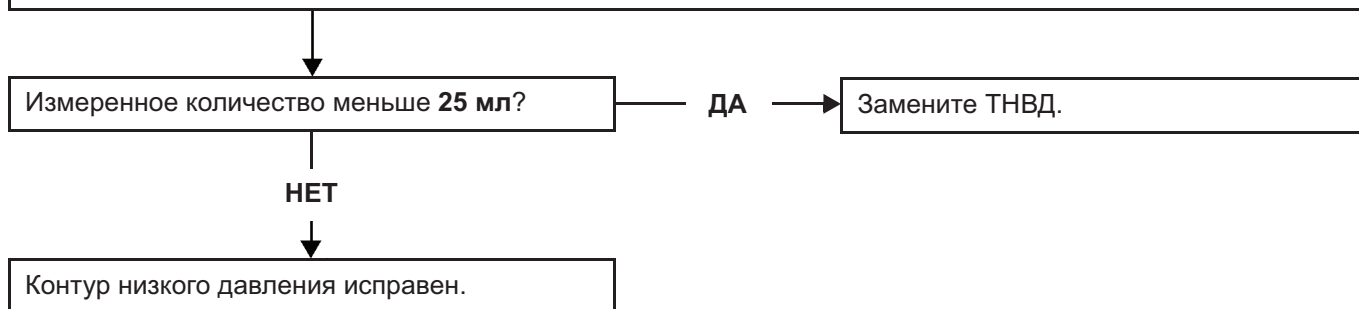 Измеренное количество меньше 25 мл?
ДА
Замените ТНВД.
НЕТ
Контур низкого давления исправен.